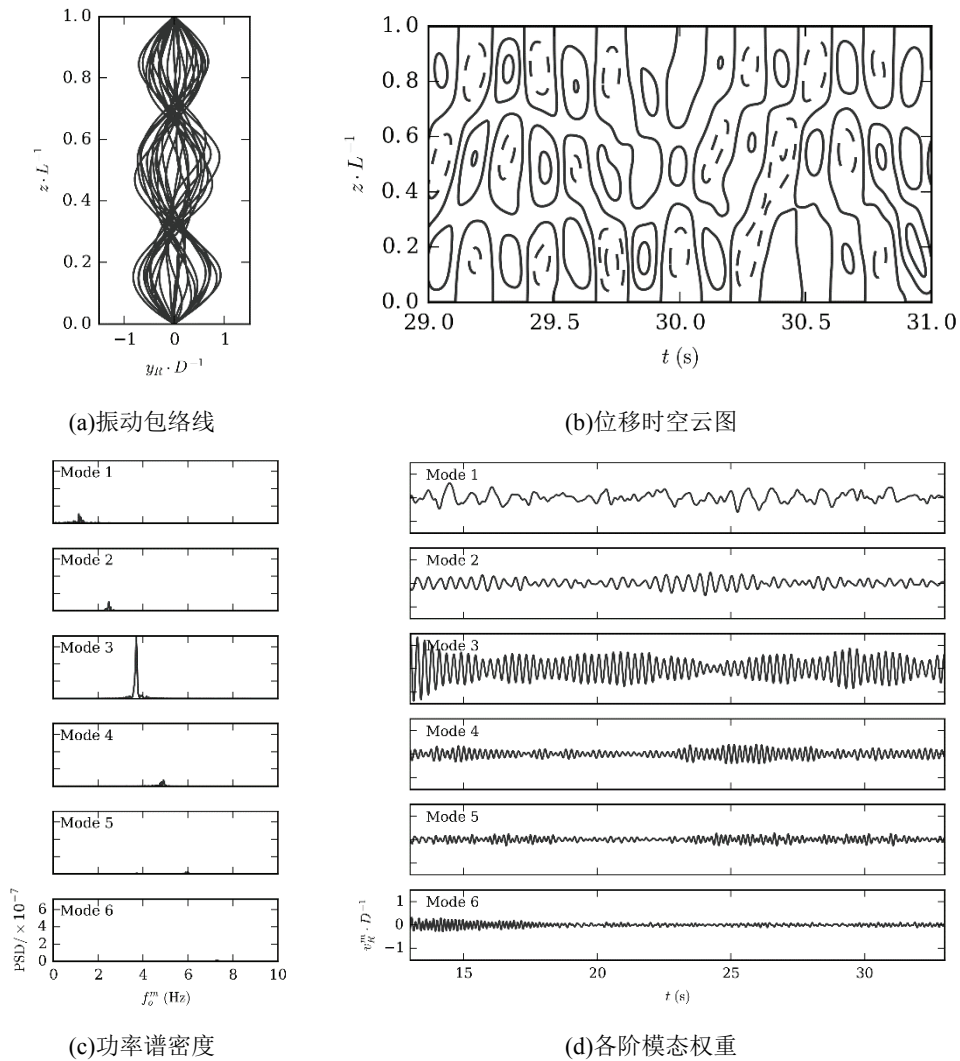 1.0
0.8
0.6
0.4
0.2
0.0
z · L⁻¹
−1 0 1
y_R · D⁻¹
(a)振动包络线
1.0
0.8
0.6
0.4
0.2
0.0
z · L⁻¹
29.0 29.5 30.0 30.5 31.0
t (s)
(b)位移时空云图
Mode 1
Mode 2
Mode 3
Mode 4
Mode 5
Mode 6
6
4
2
0
PSD/×10⁻⁷
0 2 4 6 8 10
f_o^m (Hz)
(c)功率谱密度
Mode 1
Mode 2
Mode 3
Mode 4
Mode 5
Mode 6
1
0
−1
v_R^m · D⁻¹
15 20 25 30
t (s)
(d)各阶模态权重